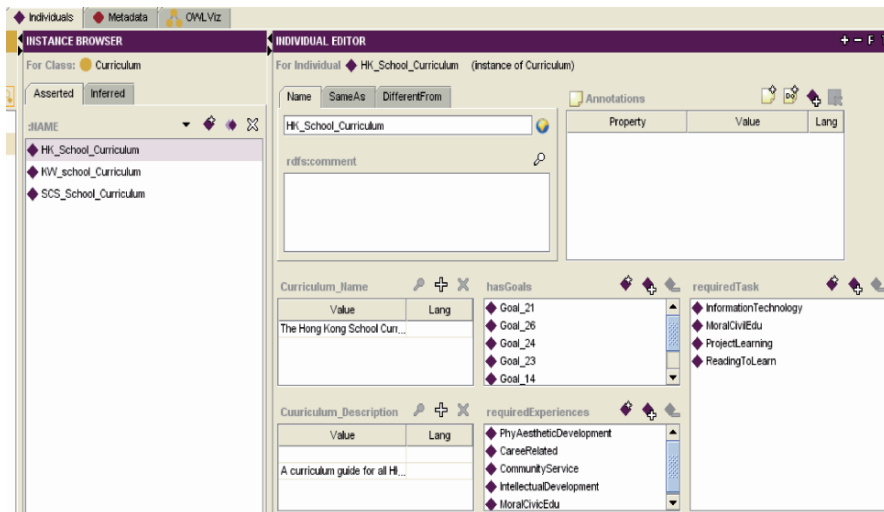 Individuals Metadata OWLViz
INSTANCE BROWSER
For Class: Curriculum
Asserted Inferred
:NAME
HK_School_Curriculum
KW_school_Curriculum
SCS_School_Curriculum
INDIVIDUAL EDITOR
+ − F T
For Individual HK_School_Curriculum (instance of Curriculum)
Name SameAs DifferentFrom
HK_School_Curriculum
rdfs:comment
Annotations
Property Value Lang
Curriculum_Name
Value Lang
The Hong Kong School Curr...
hasGoals
Goal_21
Goal_26
Goal_24
Goal_23
Goal_14
requiredTask
InformationTechnology
MoralCivilEdu
ProjectLearning
ReadingToLearn
Cuuriculum_Description
Value Lang
A curriculum guide for all HK...
requiredExperiences
PhyAestheticDevelopment
CareeRelated
CommunityService
IntellectualDevelopment
MoralCivicEdu